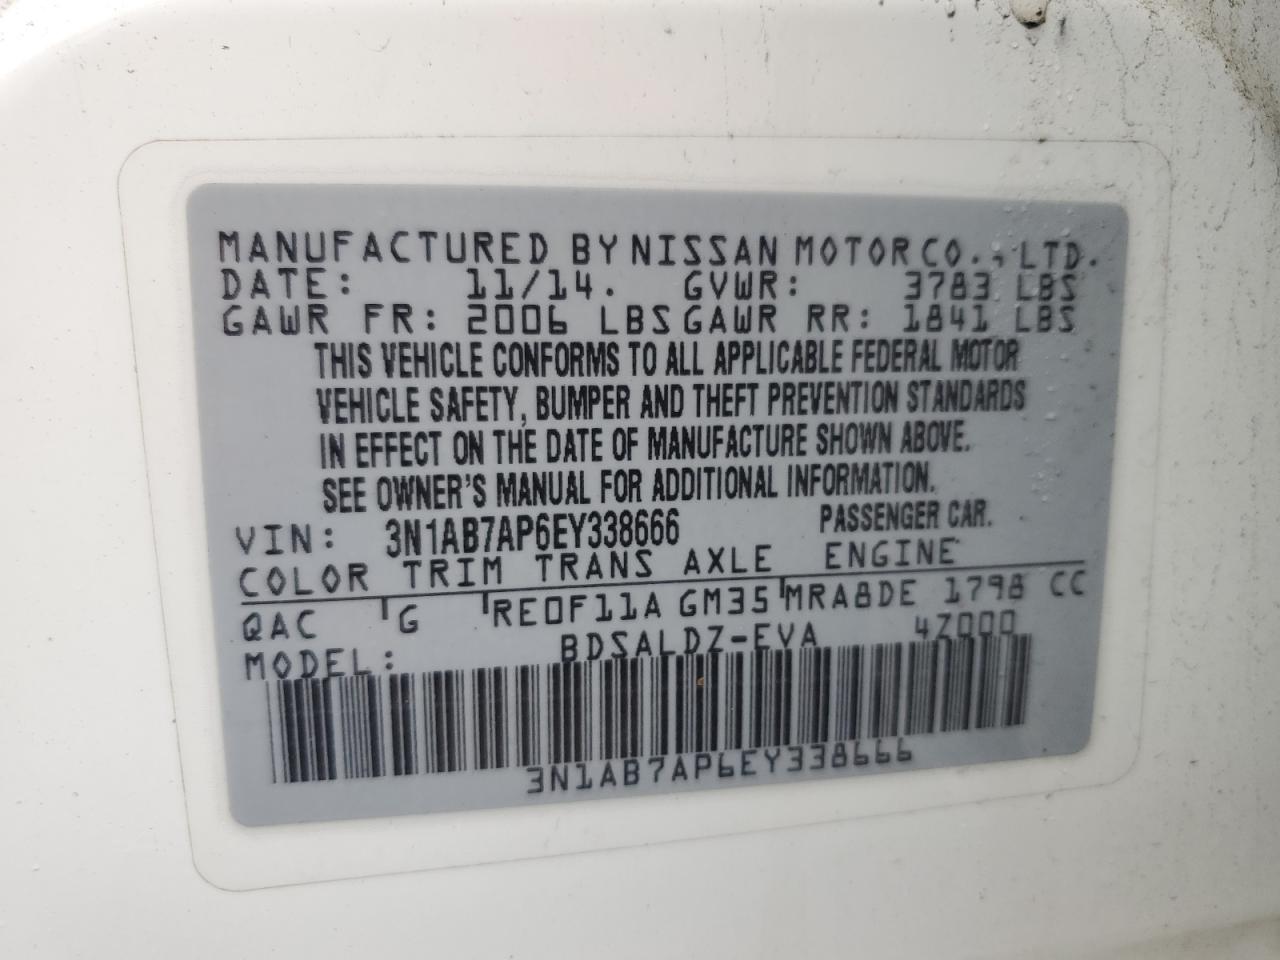 MANUFACTURED BY NISSAN MOTOR CO., LTD.
DATE: 11/14. GVWR: 3783 LBS
GAWR FR: 2006 LBS GAWR RR: 1841 LBS
THIS VEHICLE CONFORMS TO ALL APPLICABLE FEDERAL MOTOR
VEHICLE SAFETY, BUMPER AND THEFT PREVENTION STANDARDS
IN EFFECT ON THE DATE OF MANUFACTURE SHOWN ABOVE.
SEE OWNER'S MANUAL FOR ADDITIONAL INFORMATION.
VIN: 3N1AB7AP6EY338666 PASSENGER CAR.
COLOR TRIM TRANS AXLE ENGINE
QAC G RE0F11A GM35 MRA8DE 1798 CC
MODEL: BDSALDZ-EVA 4Z000
3N1AB7AP6EY338666